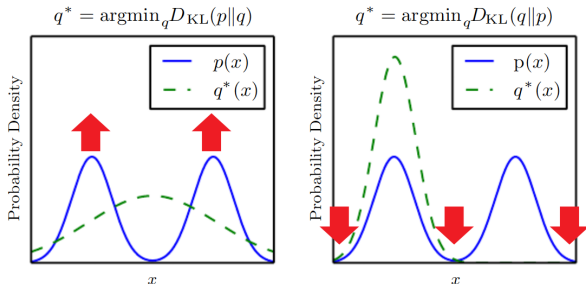 q* = argmin_q D_KL(p‖q)
p(x)
q*(x)
Probability Density
x
q* = argmin_q D_KL(q‖p)
p(x)
q*(x)
Probability Density
x